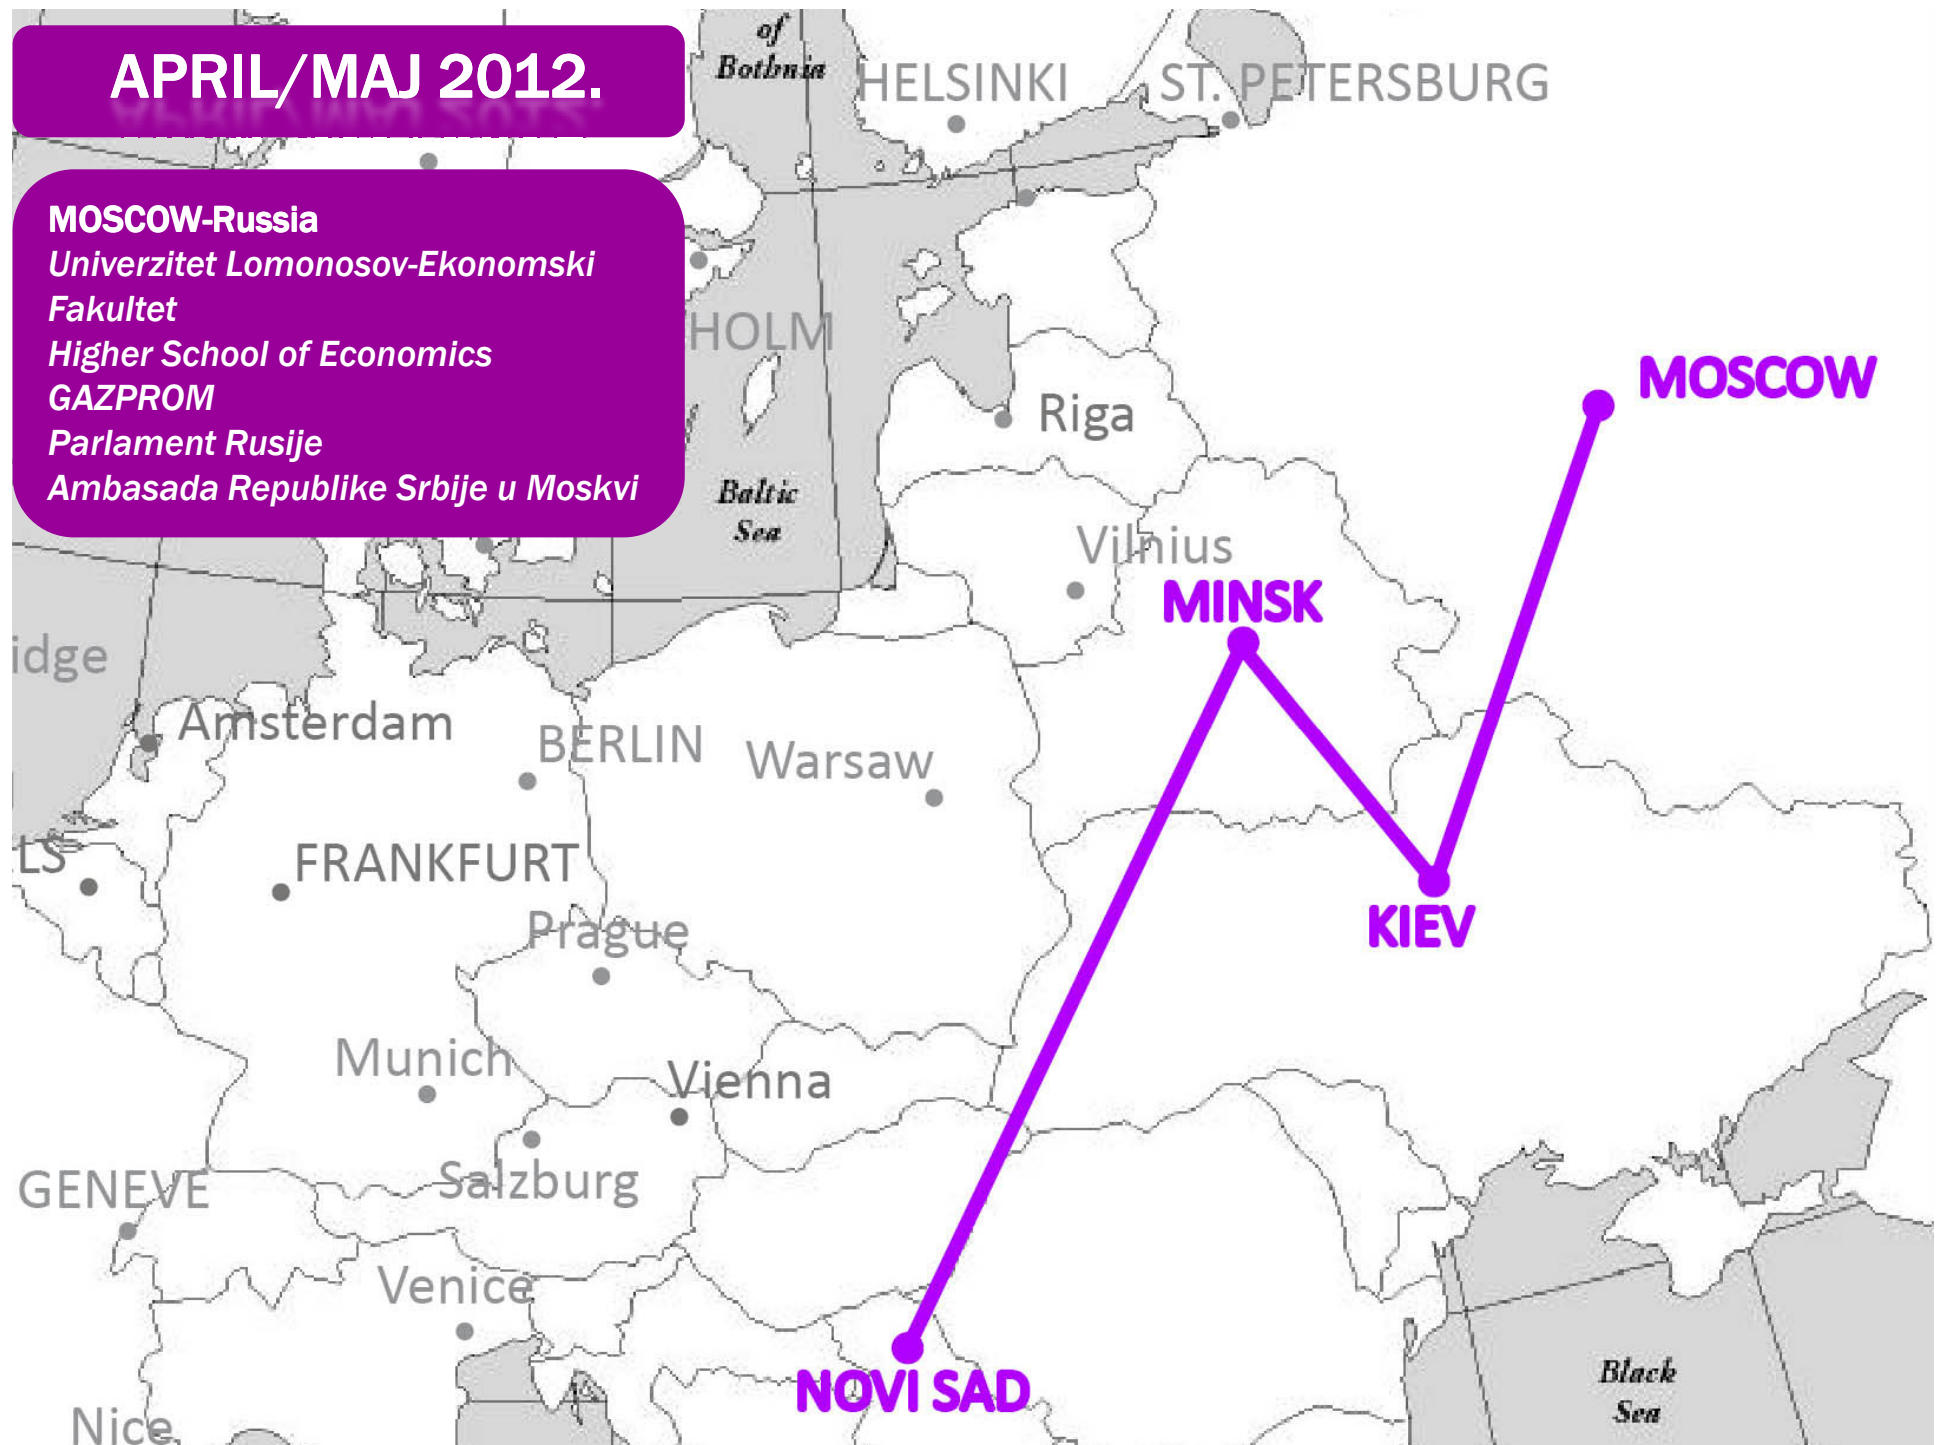 APRIL/MAJ 2012.
MOSCOW-Russia
Univerzitet Lomonosov-Ekonomski
Fakultet
Higher School of Economics
GAZPROM
Parlament Rusije
Ambasada Republike Srbije u Moskvi
of
Bothnia
HELSINKI
ST. PETERSBURG
HOLM
MOSCOW
Riga
Baltic
Sea
Vilnius
MINSK
idge
Amsterdam
BERLIN
Warsaw
LS
FRANKFURT
Prague
KIEV
Munich
Vienna
GENEVE
Salzburg
Venice
NOVI SAD
Black
Sea
Nice